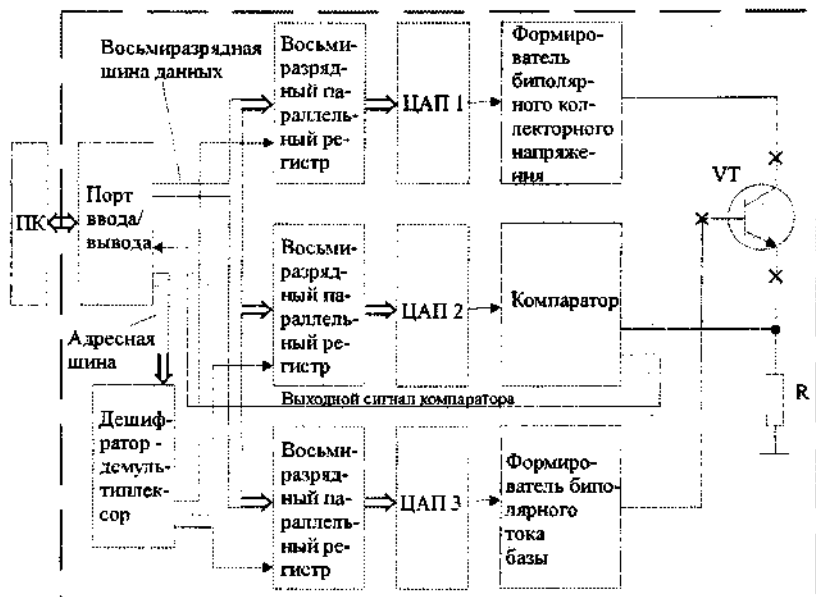 Восьмиразрядная
шина данных
Восьми-
разряд-
ный па-
раллель-
ный ре-
гистр
ЦАП 1
Формиро-
ватель
биполяр-
ного кол-
лекторного
напряже-
ния
VT
ПК
Порт
ввода/
вывода
Восьми-
разряд-
ный па-
раллель-
ный ре-
гистр
ЦАП 2
Компаратор
Адресная
шина
Выходной сигнал компаратора
R
Дешиф-
ратор -
демуль-
типлек-
сор
Восьми-
разряд-
ный па-
раллель-
ный ре-
гистр
ЦАП 3
Формиро-
ватель бипо-
лярного
тока
базы